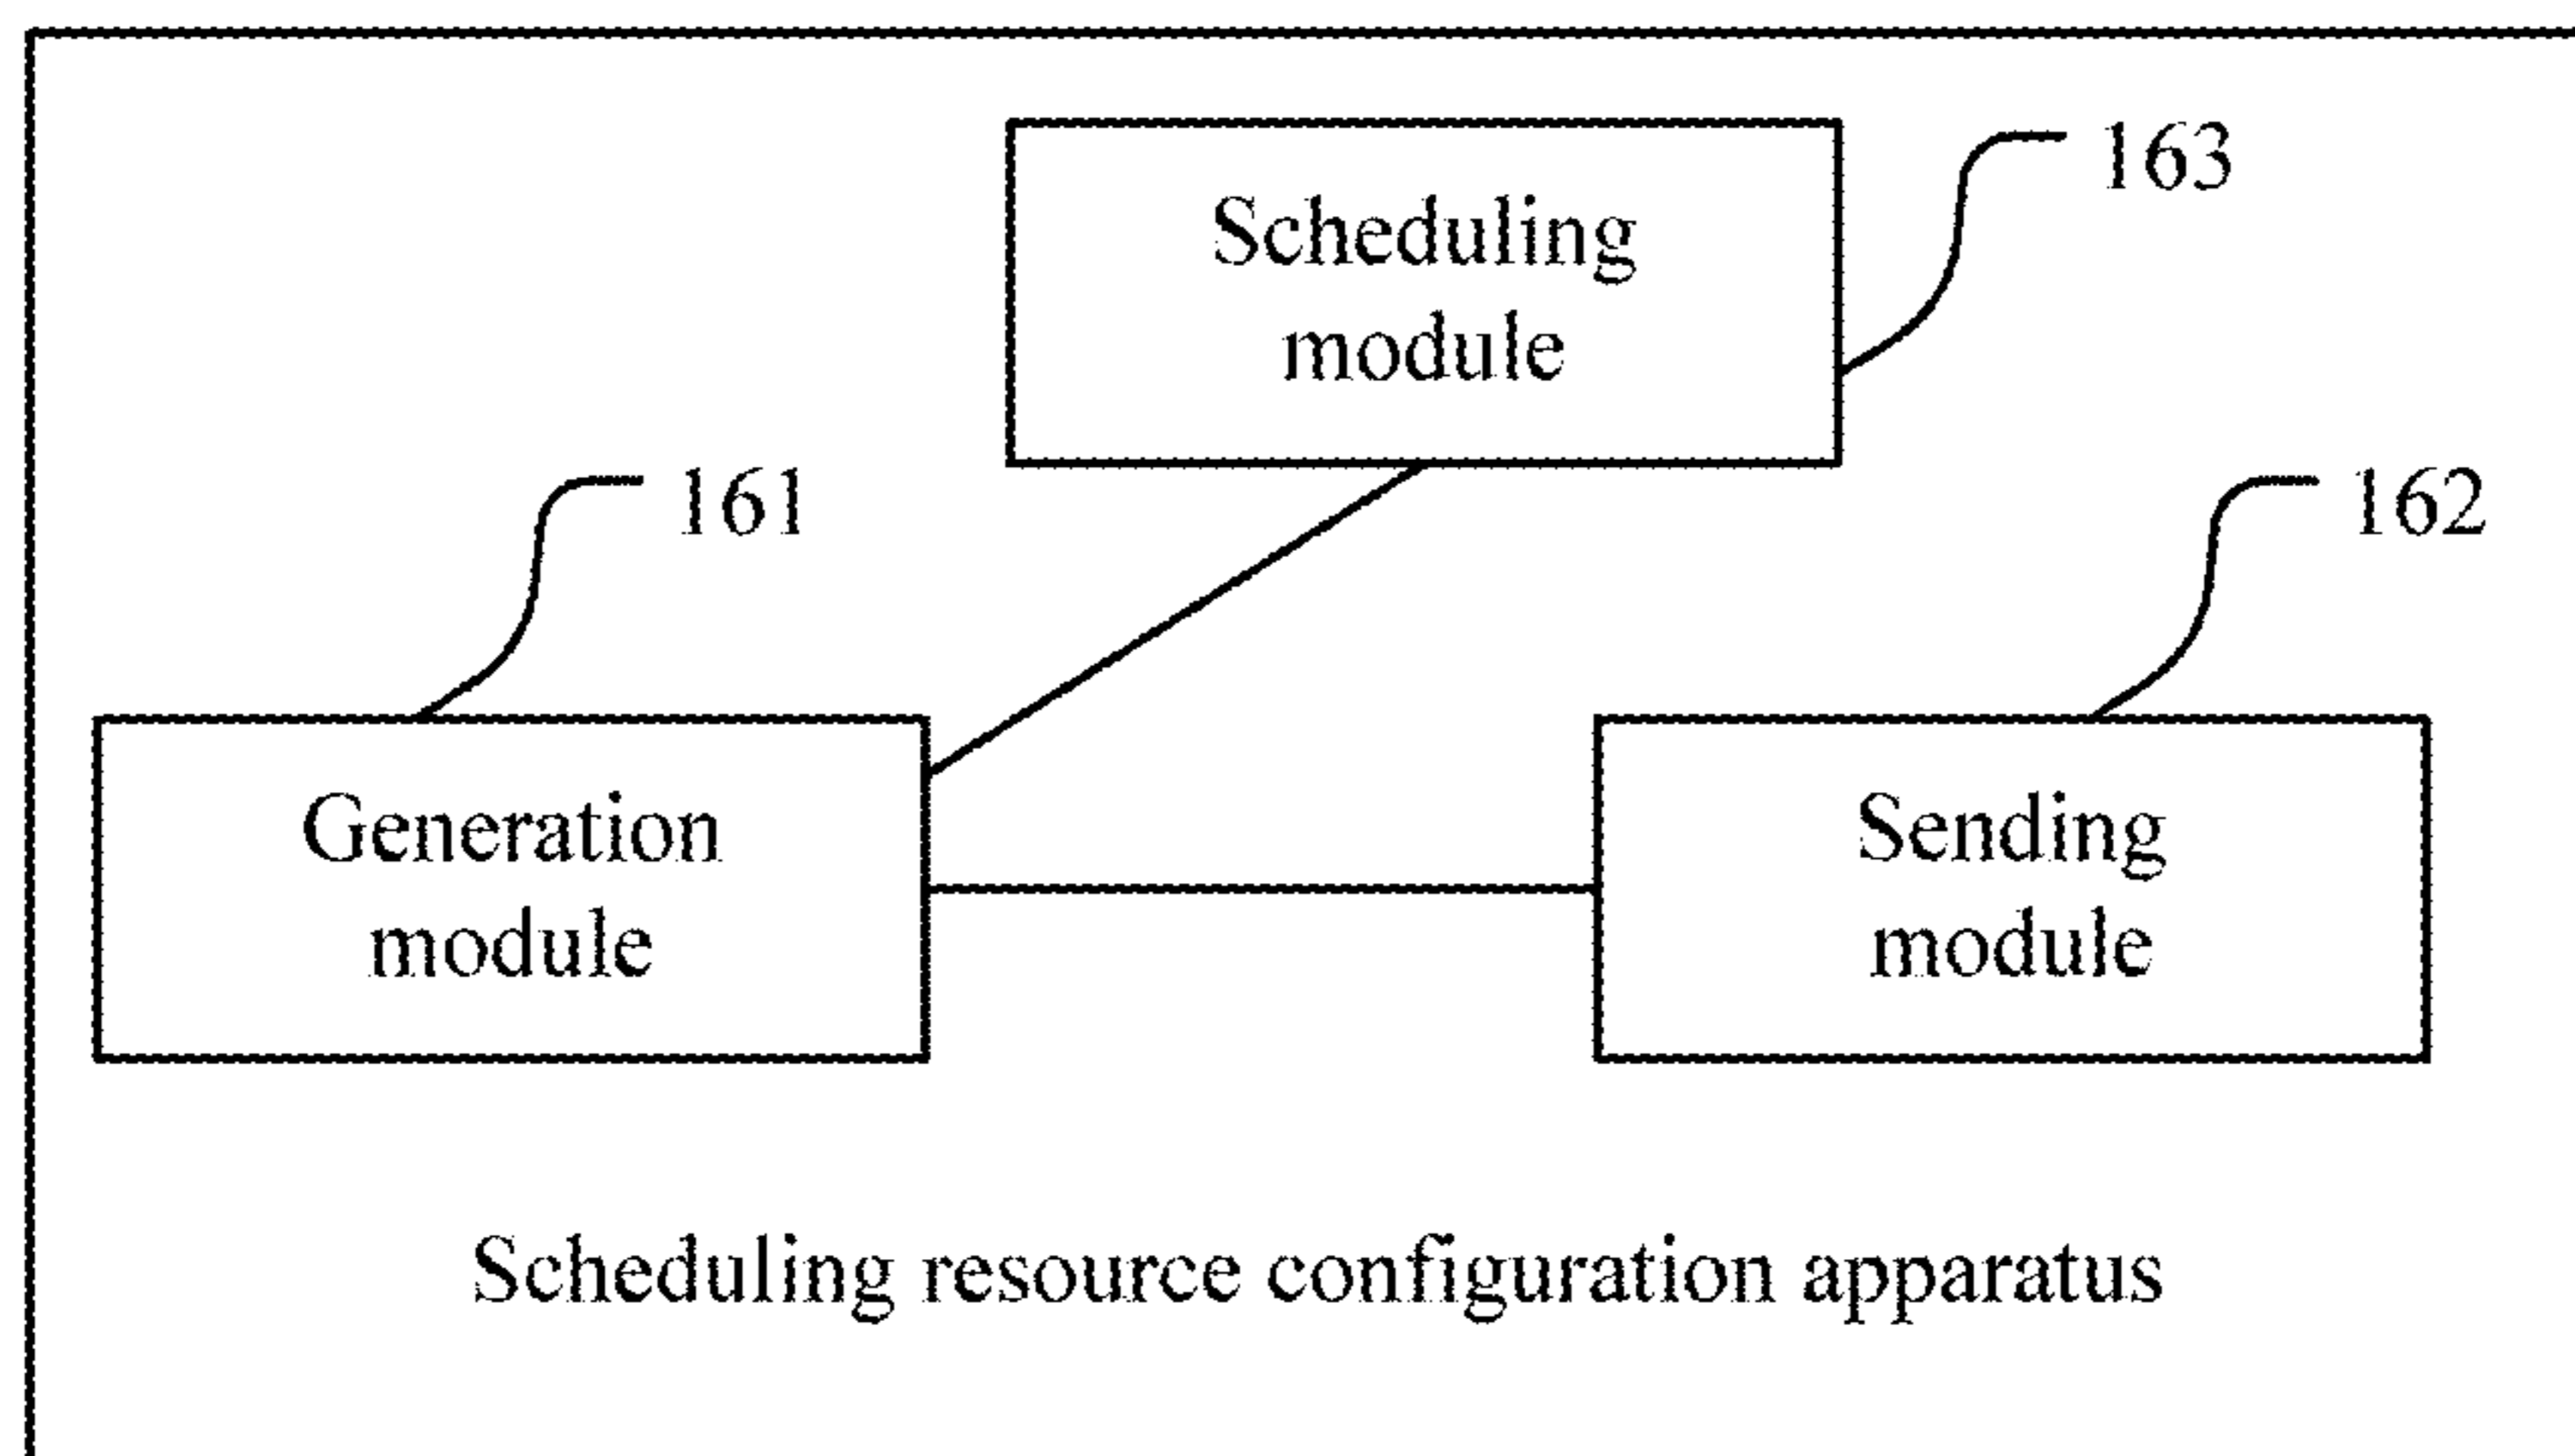 Scheduling
module
163
161
162
Generation
module
Sending
module
Scheduling resource configuration apparatus